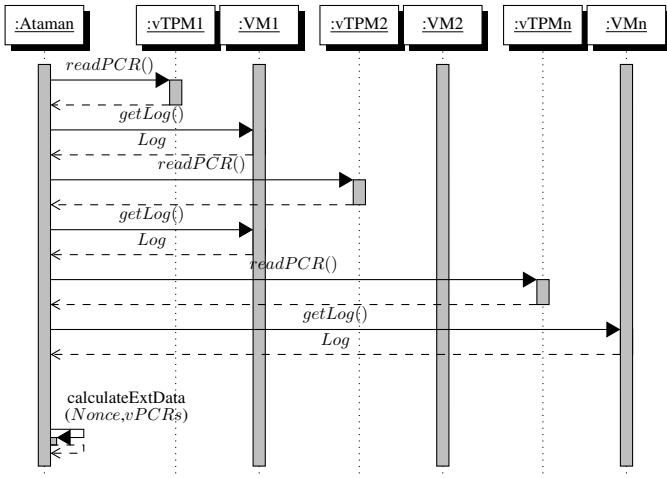 :Ataman :vTPM1 :VM1 :vTPM2 :VM2 :vTPMn :VMn
readPCR()
getLog()
Log
readPCR()
getLog()
Log
readPCR()
getLog()
Log
calculateExtData
(Nonce,vPCRs)